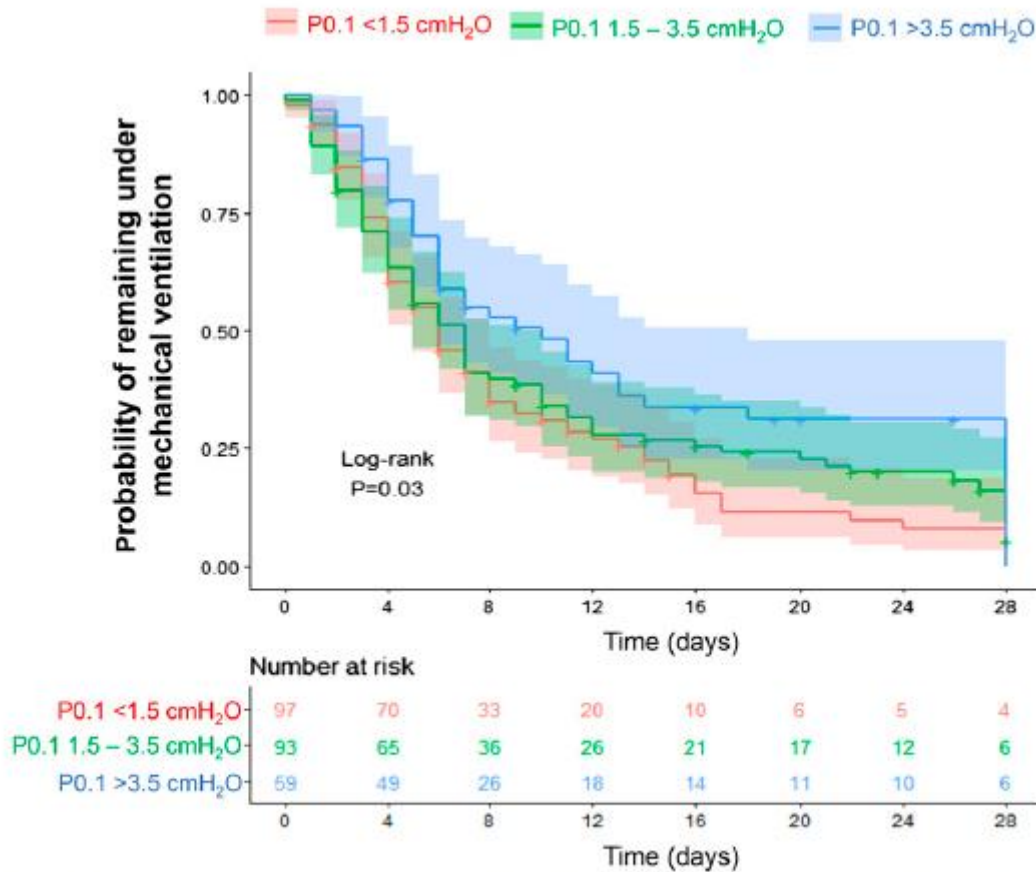 P0.1 <1.5 cmH₂O P0.1 1.5 – 3.5 cmH₂O P0.1 >3.5 cmH₂O
Probability of remaining under
mechanical ventilation
1.00
0.75
0.50
0.25
0.00
Log-rank
P=0.03
0 4 8 12 16 20 24 28
Time (days)
Number at risk
P0.1 <1.5 cmH₂O 97 70 33 20 10 6 5 4
P0.1 1.5 – 3.5 cmH₂O 93 65 36 26 21 17 12 6
P0.1 >3.5 cmH₂O 59 49 26 18 14 11 10 6
0 4 8 12 16 20 24 28
Time (days)